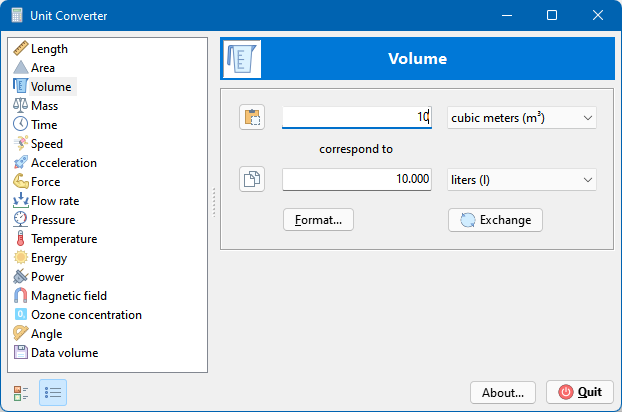 Unit Converter
Length
Area
Volume
Mass
Time
Speed
Acceleration
Force
Flow rate
Pressure
Temperature
Energy
Power
Magnetic field
Ozone concentration
Angle
Data volume
Volume
10 cubic meters (m³)
correspond to
10.000 liters (l)
Format... Exchange
About... Quit